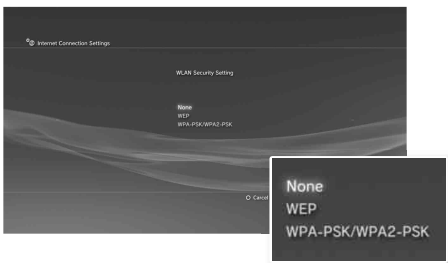 Internet Connection Settings
WLAN Security Setting
None
WEP
WPA-PSK/WPA2-PSK
Cancel
None
WEP
WPA-PSK/WPA2-PSK